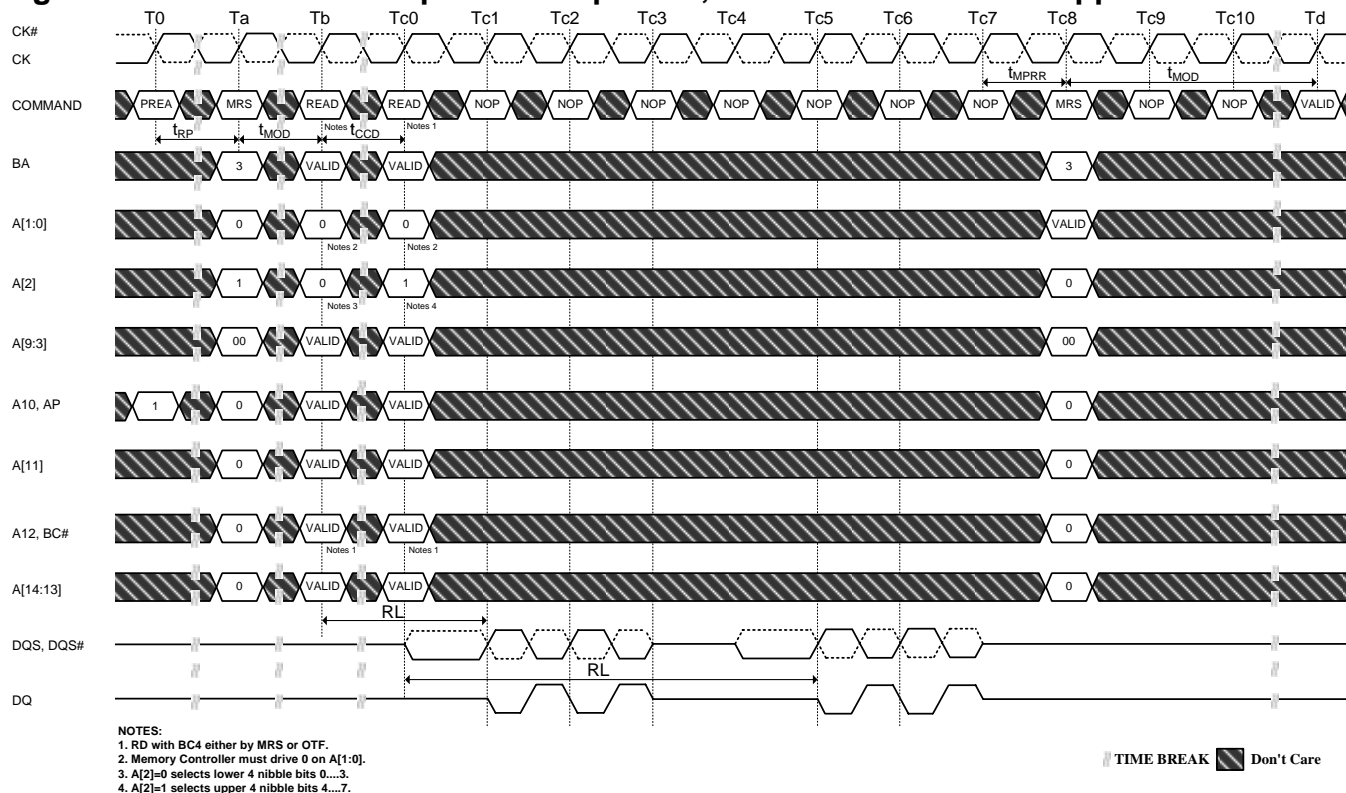 T0 Ta Tb Tc0 Tc1 Tc2 Tc3 Tc4 Tc5 Tc6 Tc7 Tc8 Tc9 Tc10 Td
CK#
CK
tMPRR tMOD
COMMAND PREA MRS READ READ NOP NOP NOP NOP NOP NOP NOP MRS NOP NOP VALID
Notes 1 Notes 1
tRP tMOD tCCD
BA 3 VALID VALID 3
A[1:0] 0 0 0 VALID
Notes 2 Notes 2
A[2] 1 0 1 0
Notes 3 Notes 4
A[9:3] 00 VALID VALID 00
A10, AP 1 0 VALID VALID 0
A[11] 0 VALID VALID 0
A12, BC# 0 VALID VALID 0
Notes 1 Notes 1
A[14:13] 0 VALID VALID 0
RL
DQS, DQS#
RL
DQ
NOTES:
1. RD with BC4 either by MRS or OTF.
2. Memory Controller must drive 0 on A[1:0].
3. A[2]=0 selects lower 4 nibble bits 0....3.
4. A[2]=1 selects upper 4 nibble bits 4....7.
TIME BREAK Don't Care